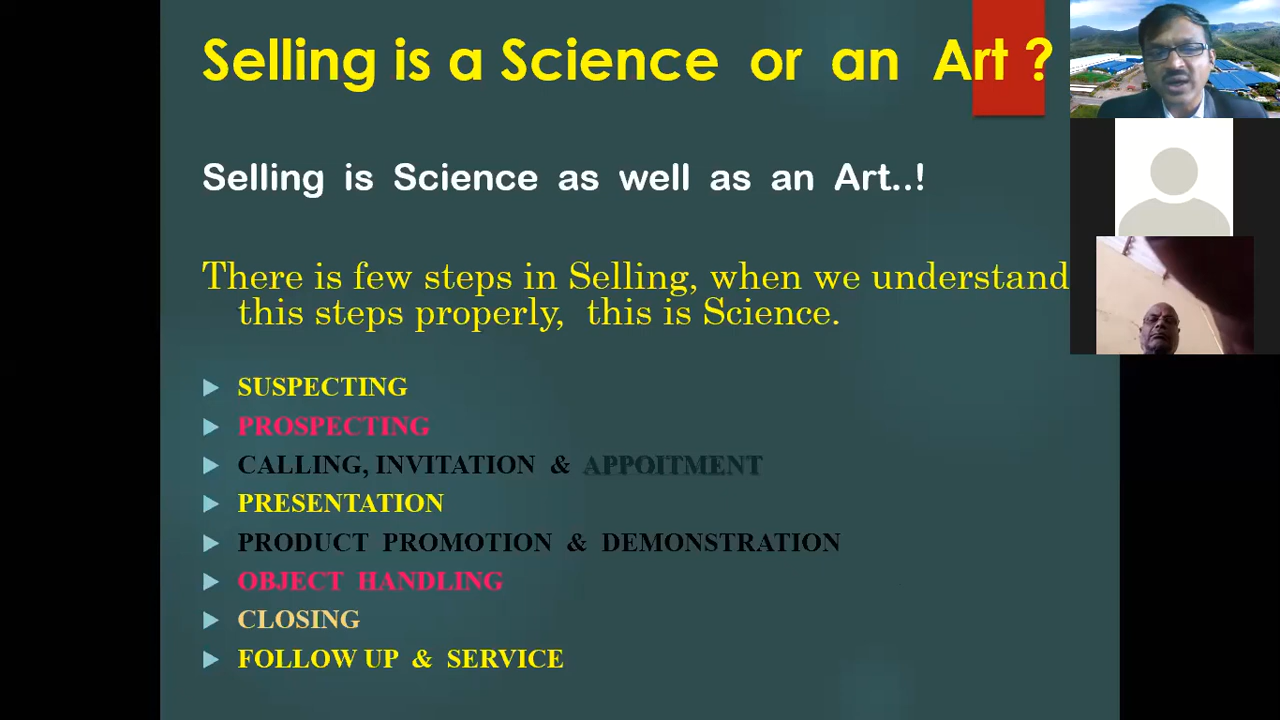 Selling is a Science or an Art ?
Selling is Science as well as an Art..!
There is few steps in Selling, when we understand
this steps properly, this is Science.
SUSPECTING
PROSPECTING
CALLING, INVITATION & APPOITMENT
PRESENTATION
PRODUCT PROMOTION & DEMONSTRATION
OBJECT HANDLING
CLOSING
FOLLOW UP & SERVICE